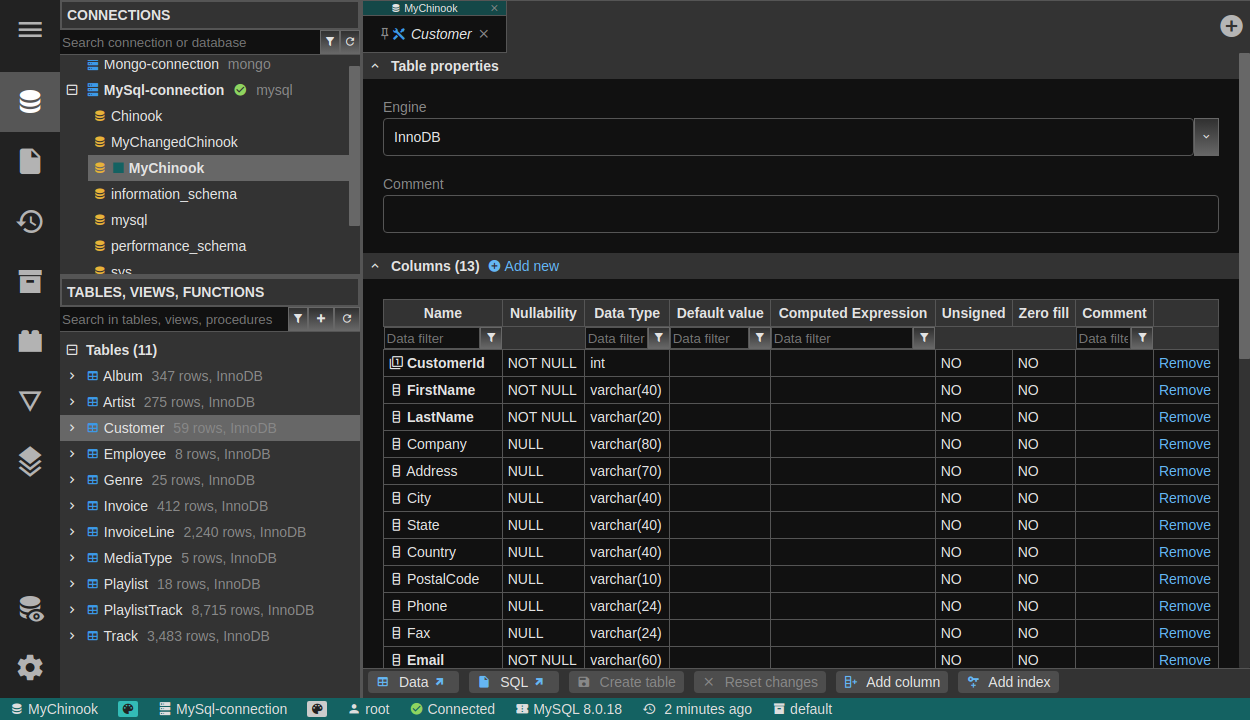 CONNECTIONS
Search connection or database
Mongo-connection mongo
MySql-connection mysql
Chinook
MyChangedChinook
MyChinook
information_schema
mysql
performance_schema
sys
TABLES, VIEWS, FUNCTIONS
Search in tables, views, procedures
Tables (11)
Album 347 rows, InnoDB
Artist 275 rows, InnoDB
Customer 59 rows, InnoDB
Employee 8 rows, InnoDB
Genre 25 rows, InnoDB
Invoice 412 rows, InnoDB
InvoiceLine 2,240 rows, InnoDB
MediaType 5 rows, InnoDB
Playlist 18 rows, InnoDB
PlaylistTrack 8,715 rows, InnoDB
Track 3,483 rows, InnoDB
MyChinook
Customer
Table properties
Engine
InnoDB
Comment
Columns (13) Add new
Name Nullability Data Type Default value Computed Expression Unsigned Zero fill Comment
Data filter Data filter Data filter Data filter Data filte
CustomerId NOT NULL int NO NO Remove
FirstName NOT NULL varchar(40) NO NO Remove
LastName NOT NULL varchar(20) NO NO Remove
Company NULL varchar(80) NO NO Remove
Address NULL varchar(70) NO NO Remove
City NULL varchar(40) NO NO Remove
State NULL varchar(40) NO NO Remove
Country NULL varchar(40) NO NO Remove
PostalCode NULL varchar(10) NO NO Remove
Phone NULL varchar(24) NO NO Remove
Fax NULL varchar(24) NO NO Remove
Email NOT NULL varchar(60) NO NO Remove
Data SQL Create table Reset changes Add column Add index
MyChinook MySql-connection root Connected MySQL 8.0.18 2 minutes ago default